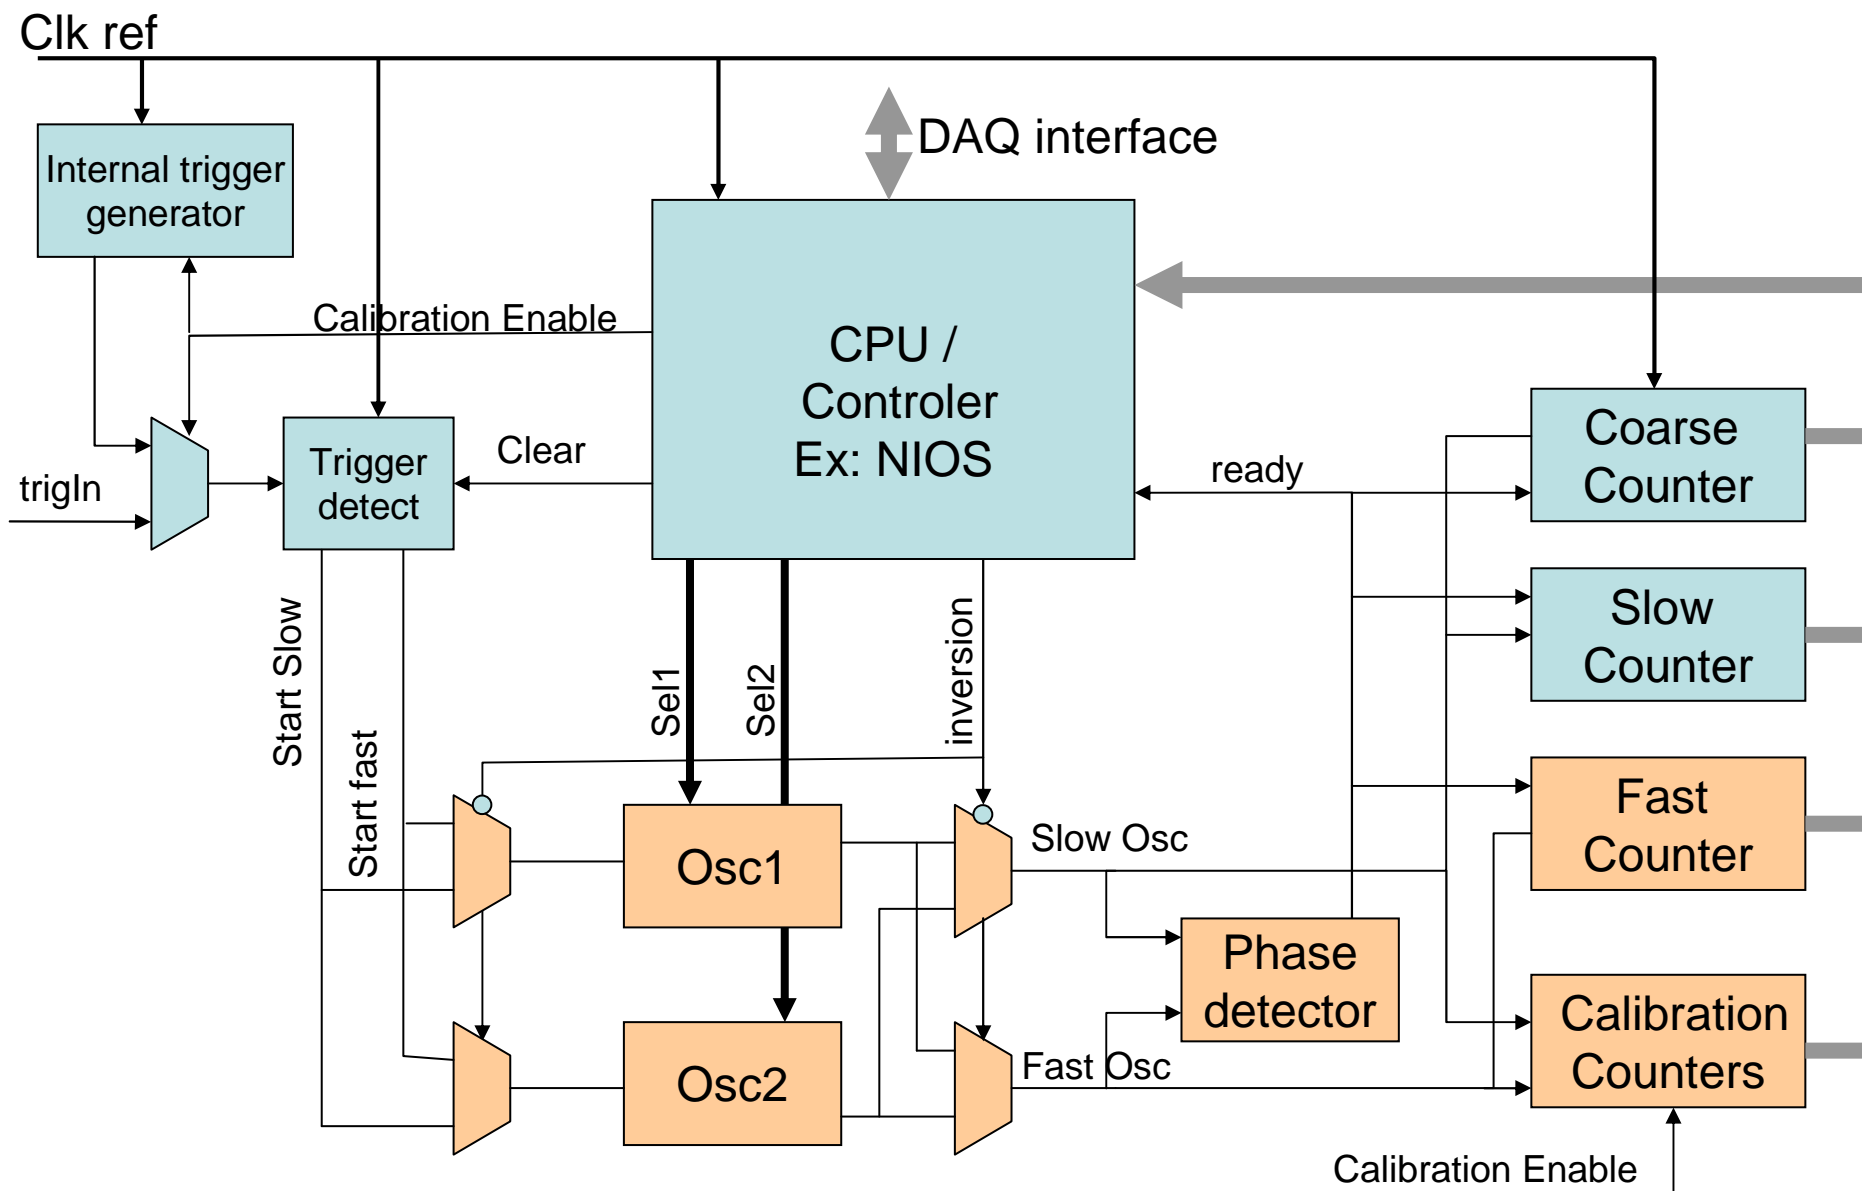 Clk ref
DAQ interface
Internal trigger
generator
Calibration Enable
CPU /
Controler
Ex: NIOS
Coarse
Counter
Trigger
detect
Clear
ready
trigIn
Slow
Counter
Start Slow
Start fast
Sel1
Sel2
inversion
Fast
Counter
Osc1
Slow Osc
Phase
detector
Calibration
Counters
Osc2
Fast Osc
Calibration Enable